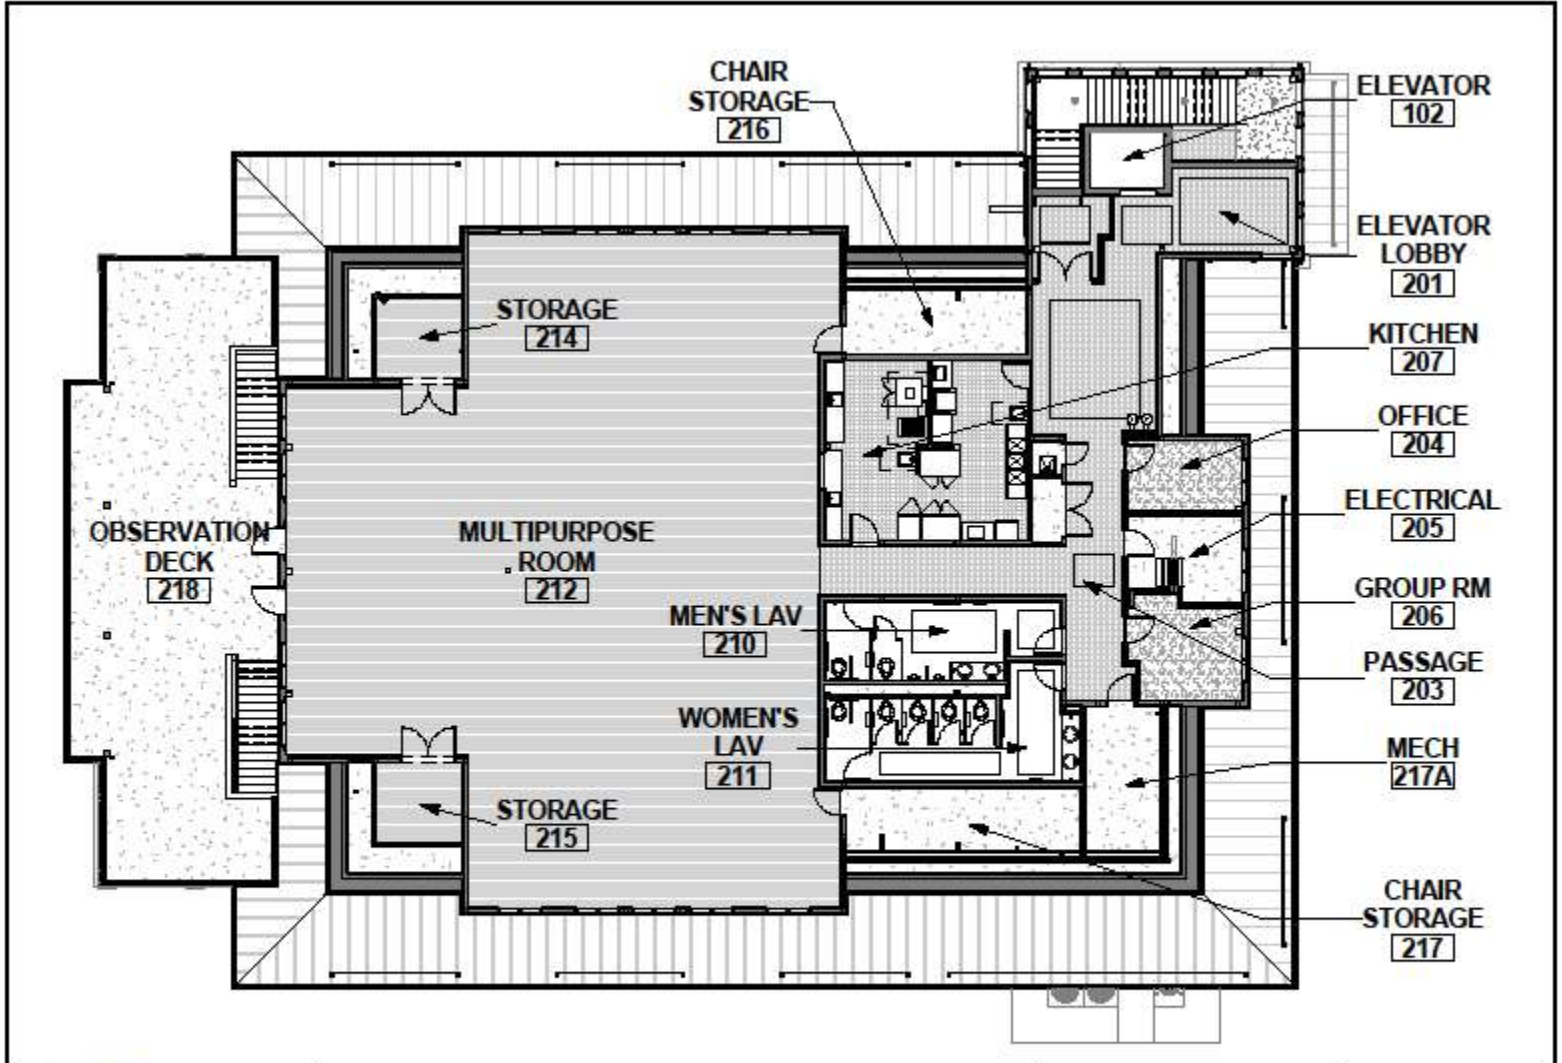 CHAIR
STORAGE
216
ELEVATOR
102
ELEVATOR
LOBBY
201
STORAGE
214
KITCHEN
207
OFFICE
204
ELECTRICAL
205
OBSERVATION
DECK
218
MULTIPURPOSE
ROOM
212
GROUP RM
206
MEN'S LAV
210
PASSAGE
203
WOMEN'S
LAV
211
MECH
217A
STORAGE
215
CHAIR
STORAGE
217